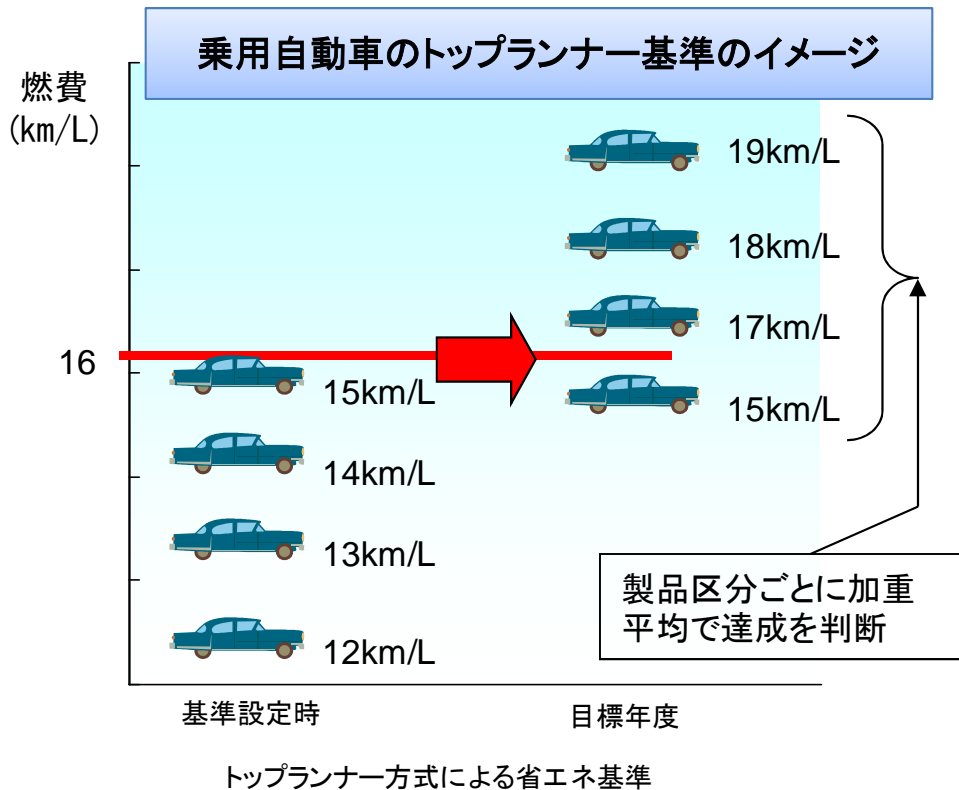 乗用自動車のトップランナー基準のイメージ
燃費
(km/L)
19km/L
18km/L
17km/L
16
15km/L
15km/L
14km/L
13km/L
12km/L
製品区分ごとに加重
平均で達成を判断
基準設定時
目標年度
トップランナー方式による省エネ基準